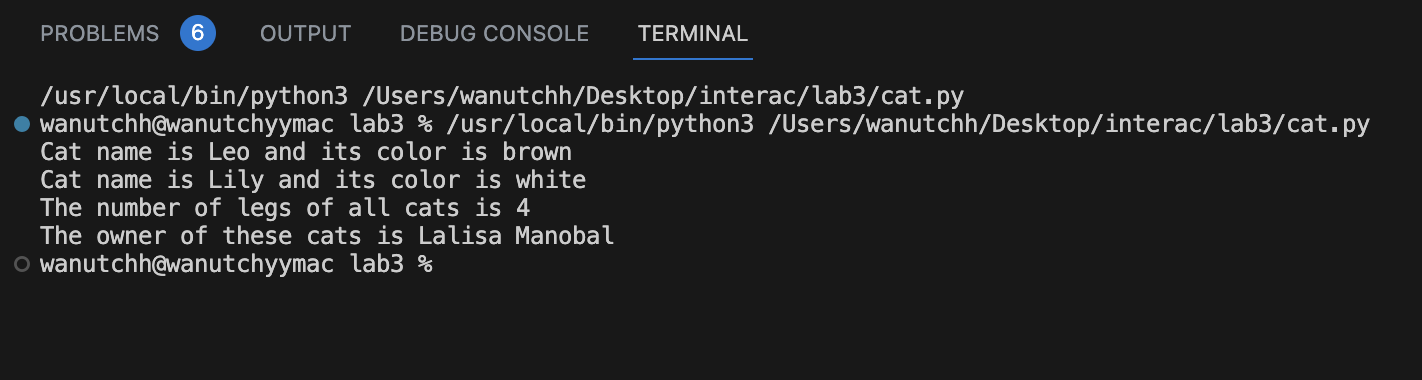 PROBLEMS 6 OUTPUT DEBUG CONSOLE TERMINAL
/usr/local/bin/python3 /Users/wanutchh/Desktop/interac/lab3/cat.py
wanutchh@wanutchyymac lab3 % /usr/local/bin/python3 /Users/wanutchh/Desktop/interac/lab3/cat.py
Cat name is Leo and its color is brown
Cat name is Lily and its color is white
The number of legs of all cats is 4
The owner of these cats is Lalisa Manobal
wanutchh@wanutchyymac lab3 %